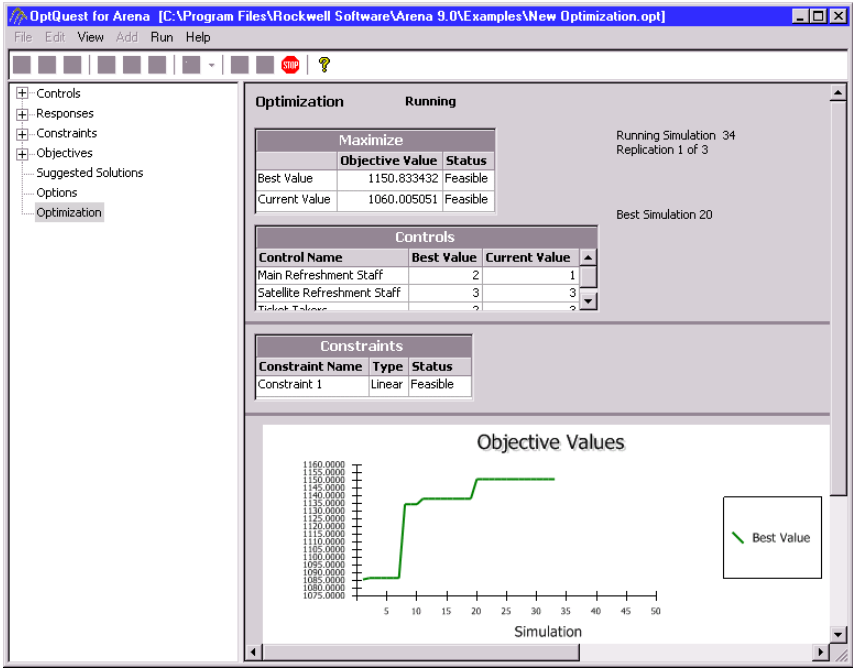 OptQuest for Arena [C:\Program Files\Rockwell Software\Arena 9.0\Examples\New Optimization.opt]
File Edit View Add Run Help
STOP ?
Controls
Responses
Constraints
Objectives
Suggested Solutions
Options
Optimization
Optimization Running
Running Simulation 34
Replication 1 of 3
Best Simulation 20
Maximize
Objective Value Status
Best Value 1150.833432 Feasible
Current Value 1060.005051 Feasible
Controls
Control Name Best Value Current Value
Main Refreshment Staff 2 1
Satellite Refreshment Staff 3 3
Ticket Takers
Constraints
Constraint Name Type Status
Constraint 1 Linear Feasible
Objective Values
1160.0000
1155.0000
1150.0000
1145.0000
1140.0000
1135.0000
1130.0000
1125.0000
1120.0000
1115.0000
1110.0000
1105.0000
1100.0000
1095.0000
1090.0000
1085.0000
1080.0000
1075.0000
5 10 15 20 25 30 35 40 45 50
Simulation
Best Value